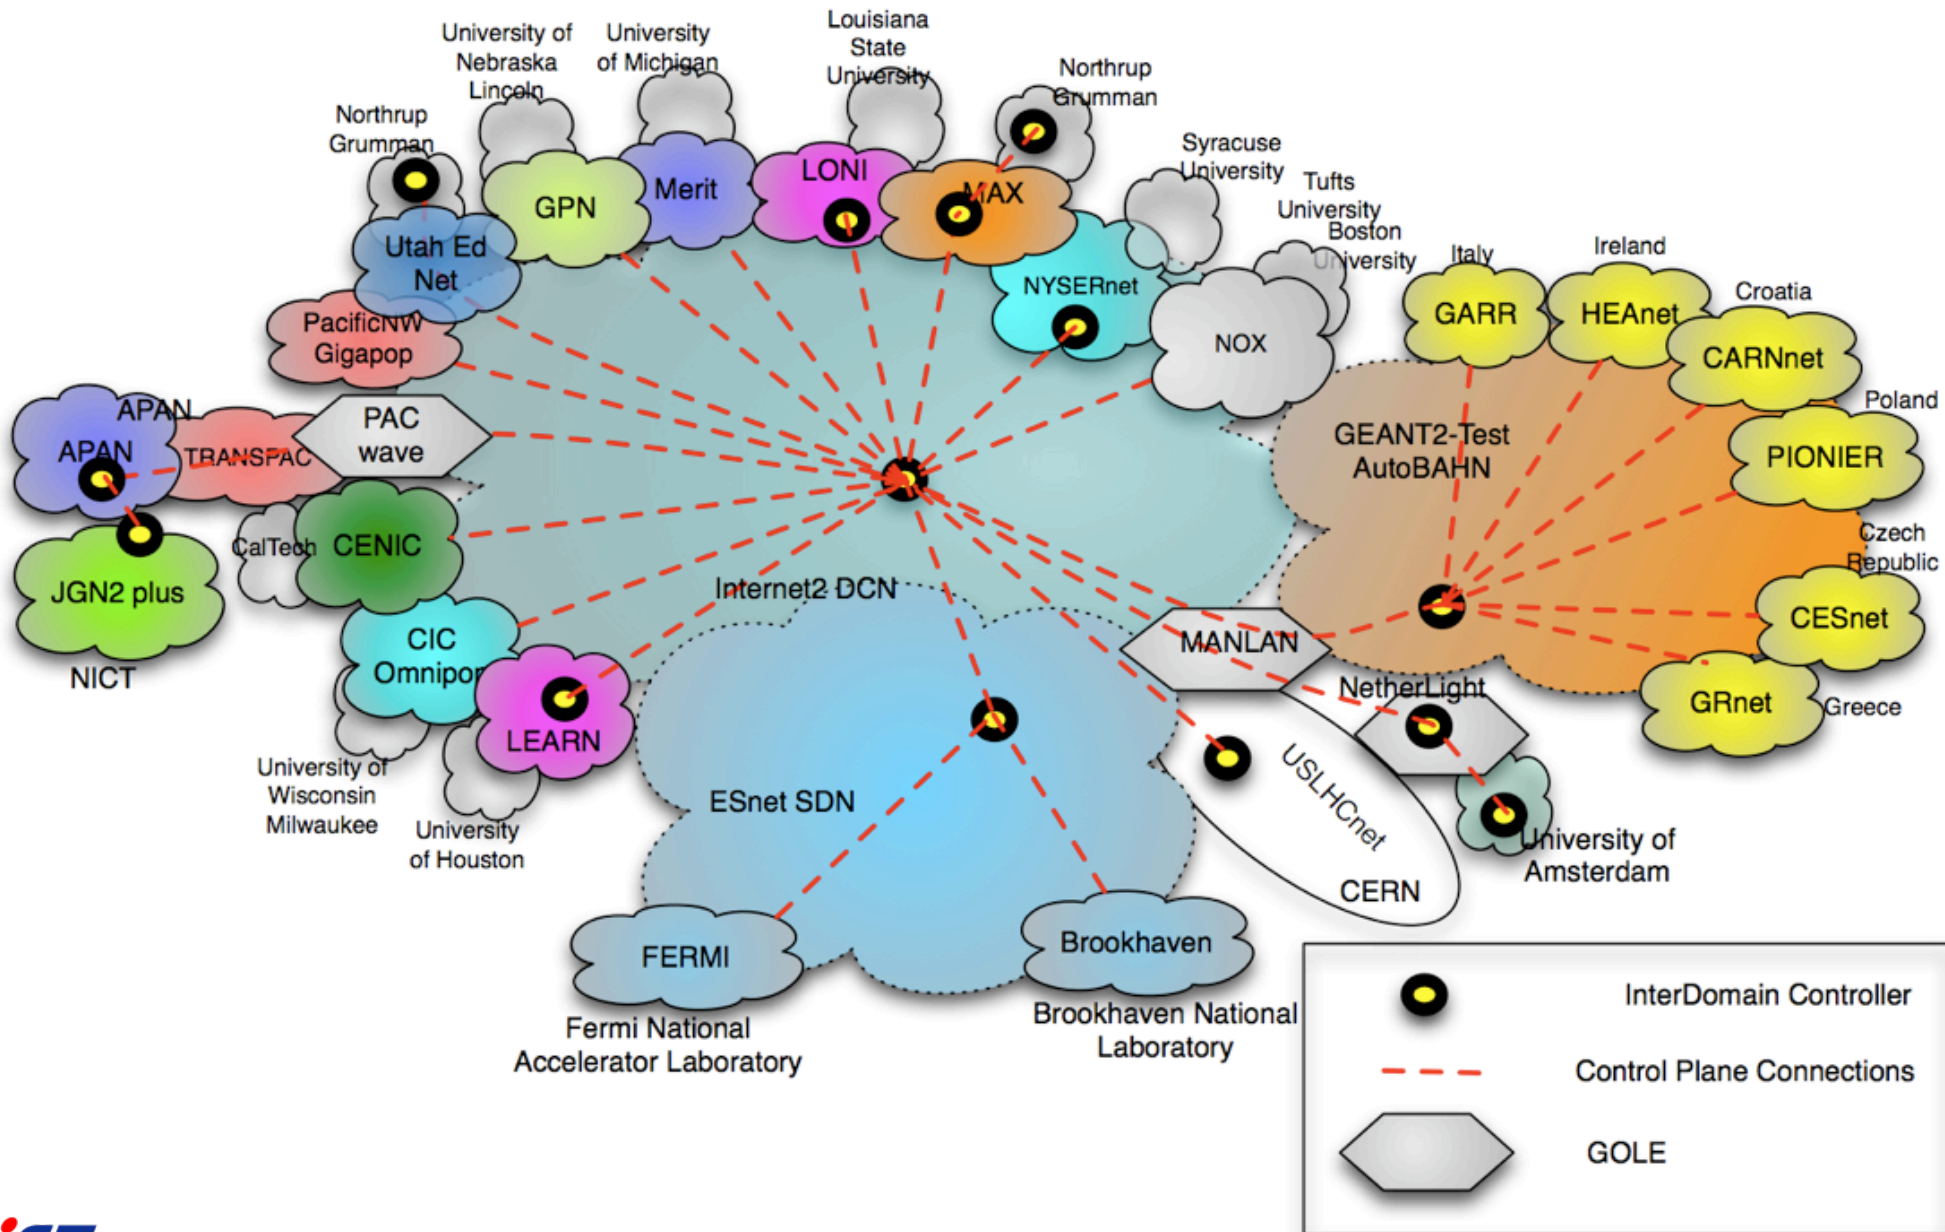 University of
Nebraska
Lincoln
University
of Michigan
Louisiana
State
University
Northrup
Grumman
Northrup
Grumman
Syracuse
University
Tufts
University
Boston
University
Italy
Ireland
Croatia
Poland
Czech
Republic
Greece
GPN
Merit
LONI
MAX
Utah Ed
Net
NYSERnet
NOX
PacificNW
Gigapop
GARR
HEAnet
CARNnet
PIONIER
CESnet
GRnet
GEANT2-Test
AutoBAHN
APAN
APAN
TRANSPAC
PAC
wave
CalTech
CENIC
JGN2 plus
NICT
Internet2 DCN
CIC
Omnipop
LEARN
University of
Wisconsin
Milwaukee
University
of Houston
MANLAN
NetherLight
ESnet SDN
USLHCnet
CERN
University of
Amsterdam
FERMI
Fermi National
Accelerator Laboratory
Brookhaven
Brookhaven National
Laboratory
InterDomain Controller
Control Plane Connections
GOLE